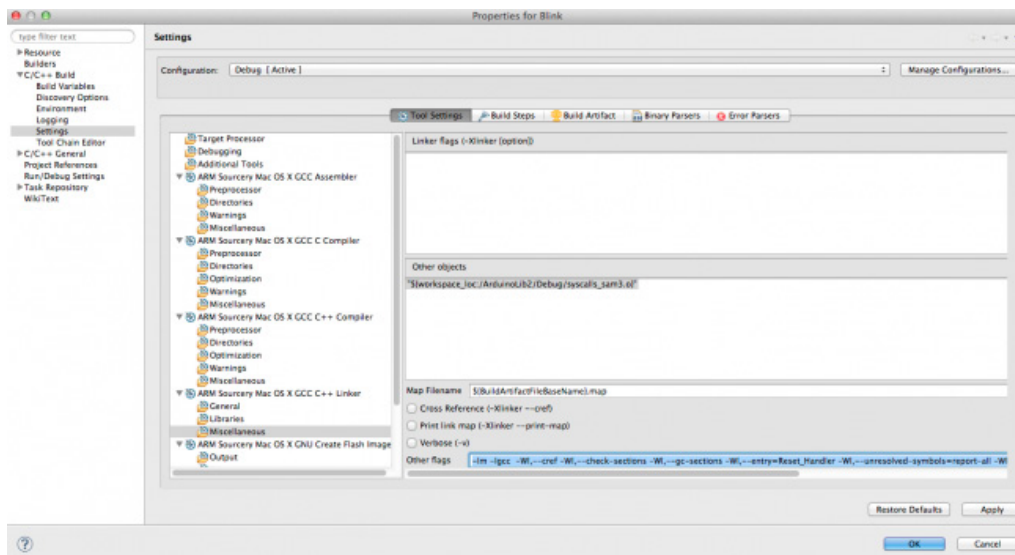 Properties for Blink
type filter text
Settings
Resource
Builders
C/C++ Build
Build Variables
Discovery Options
Environment
Logging
Settings
Tool Chain Editor
C/C++ General
Project References
Run/Debug Settings
Task Repository
WikiText
Configuration: Debug [ Active ]
Manage Configurations...
Tool Settings Build Steps Build Artifact Binary Parsers Error Parsers
Target Processor
Debugging
Additional Tools
ARM Sourcery Mac OS X GCC Assembler
Preprocessor
Directories
Warnings
Miscellaneous
ARM Sourcery Mac OS X GCC C Compiler
Preprocessor
Directories
Optimization
Warnings
Miscellaneous
ARM Sourcery Mac OS X GCC C++ Compiler
Preprocessor
Directories
Optimization
Warnings
Miscellaneous
ARM Sourcery Mac OS X GCC C++ Linker
General
Libraries
Miscellaneous
ARM Sourcery Mac OS X GNU Create Flash Image
Output
Linker flags (-Xlinker [option])
Other objects
"${workspace_loc:/ArduinoLib2/Debug/syscalls_sam3.o}"
Map Filename ${BuildArtifactFileBaseName}.map
Cross Reference (-Xlinker --cref)
Print link map (-Xlinker --print-map)
Verbose (-v)
Other flags -lm -lgcc -Wl,--cref -Wl,--check-sections -Wl,--gc-sections -Wl,--entry=Reset_Handler -Wl,--unresolved-symbols=report-all -Wl
Restore Defaults Apply
? OK Cancel